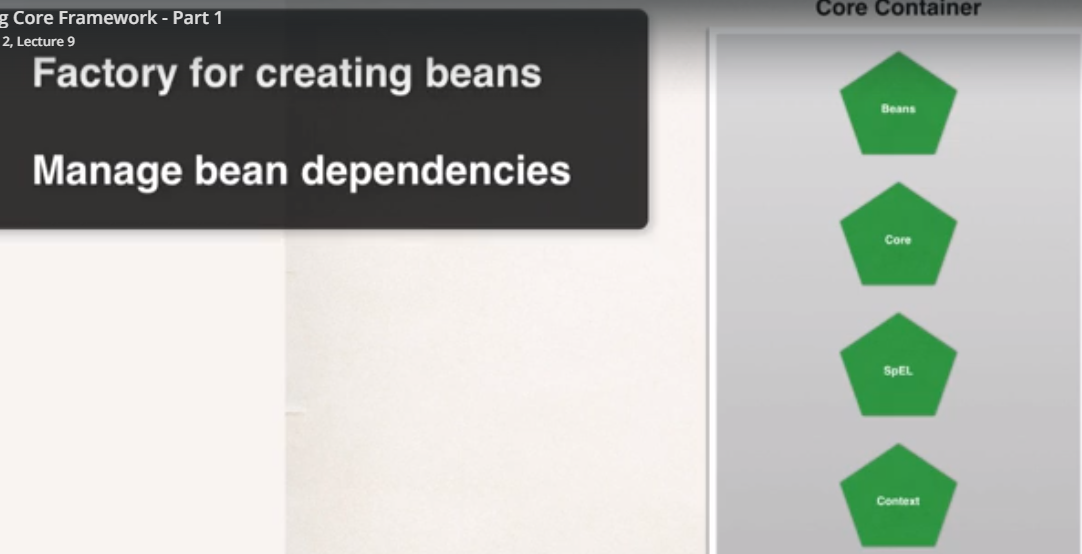 g Core Framework - Part 1
2, Lecture 9
Factory for creating beans
Manage bean dependencies
Core Container
Beans
Core
SpEL
Context